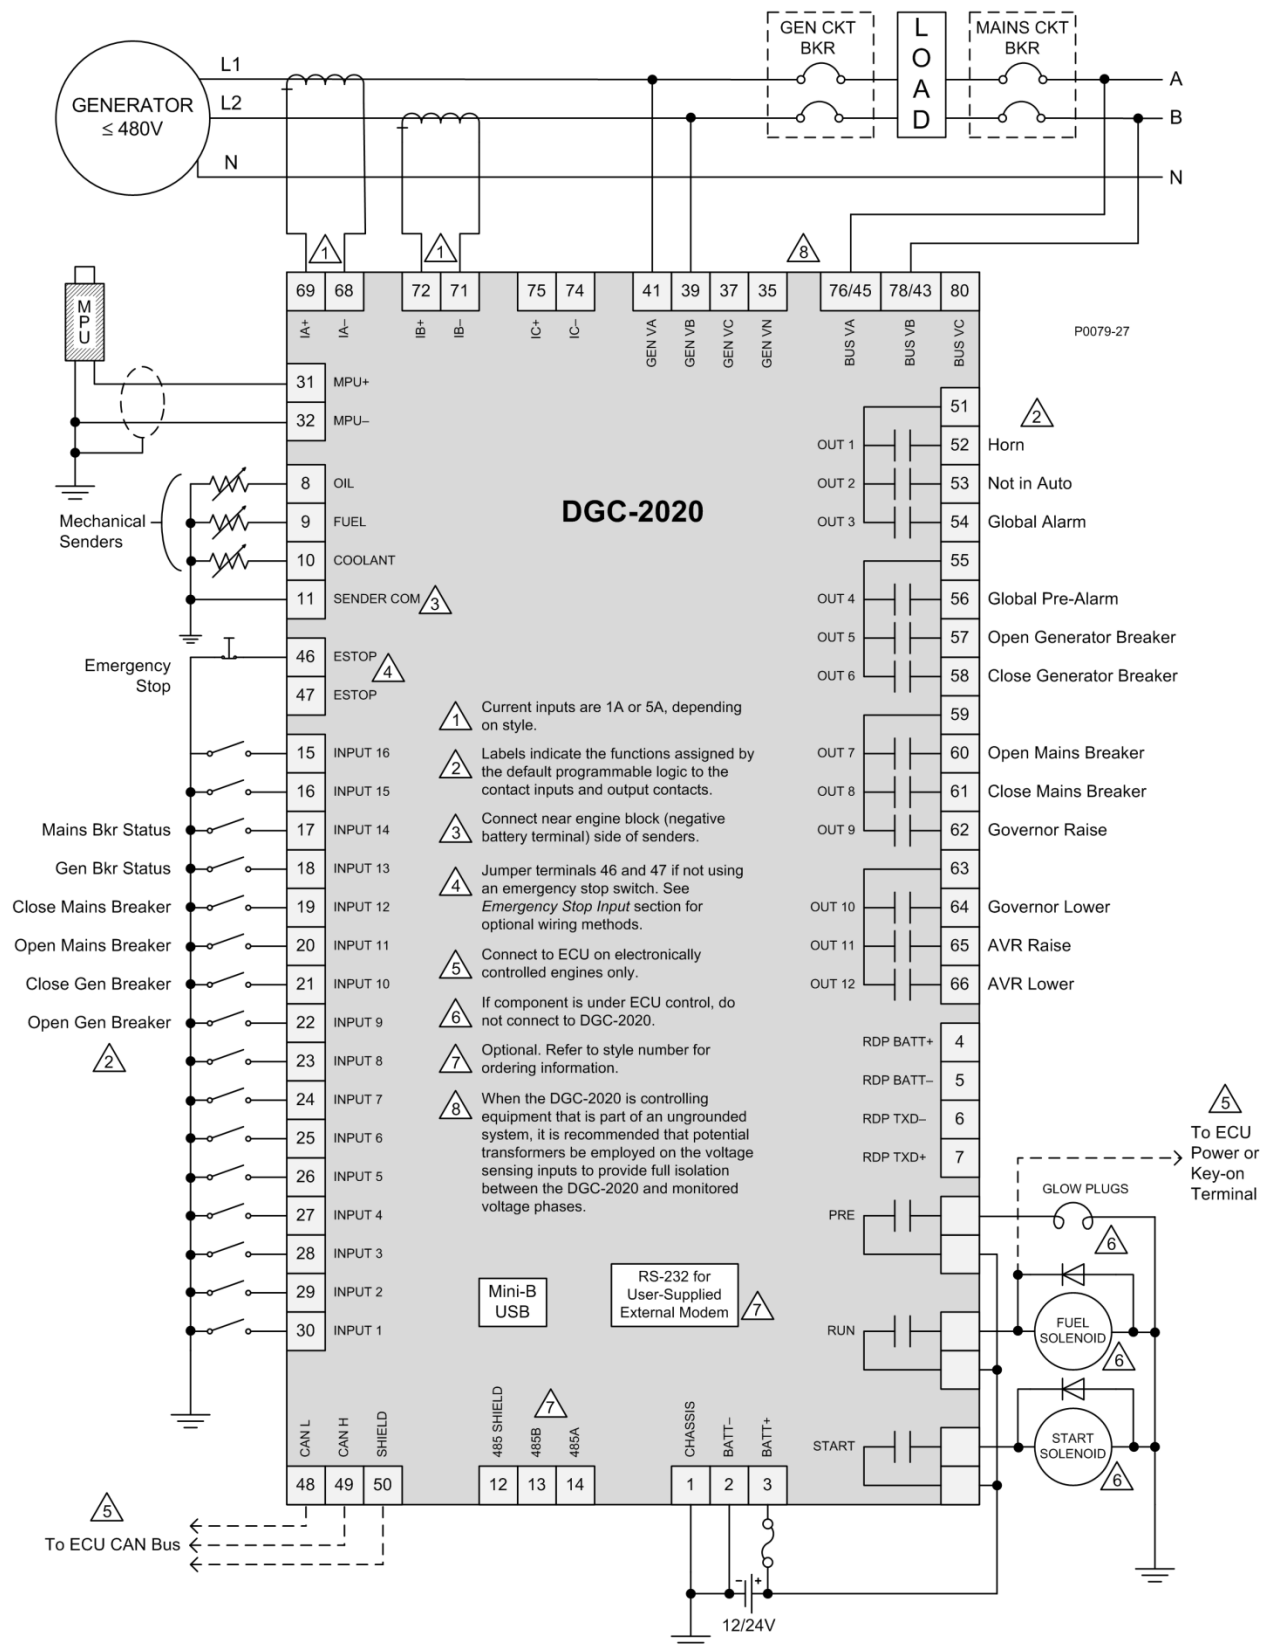 GEN CKT
BKR
LOAD
MAINS CKT
BKR
L1
A
GENERATOR
≤ 480V
L2
B
N
N
1
1
8
69
68
72
71
75
74
41
39
37
35
76/45
78/43
80
IA+
IA–
IB+
IB–
IC+
IC–
GEN VA
GEN VB
GEN VC
GEN VN
BUS VA
BUS VB
BUS VC
P0079-27
MPU
31 MPU+
32 MPU–
51
2
OUT 1 52 Horn
OUT 2 53 Not in Auto
OUT 3 54 Global Alarm
55
OUT 4 56 Global Pre-Alarm
OUT 5 57 Open Generator Breaker
OUT 6 58 Close Generator Breaker
59
OUT 7 60 Open Mains Breaker
OUT 8 61 Close Mains Breaker
OUT 9 62 Governor Raise
63
OUT 10 64 Governor Lower
OUT 11 65 AVR Raise
OUT 12 66 AVR Lower
DGC-2020
Mechanical
Senders
8 OIL
9 FUEL
10 COOLANT
11 SENDER COM
3
Emergency
Stop
46 ESTOP
4
47 ESTOP
15 INPUT 16
16 INPUT 15
Mains Bkr Status 17 INPUT 14
Gen Bkr Status 18 INPUT 13
Close Mains Breaker 19 INPUT 12
Open Mains Breaker 20 INPUT 11
Close Gen Breaker 21 INPUT 10
Open Gen Breaker 22 INPUT 9
2
23 INPUT 8
24 INPUT 7
25 INPUT 6
26 INPUT 5
27 INPUT 4
28 INPUT 3
29 INPUT 2
30 INPUT 1
1 Current inputs are 1A or 5A, depending
on style.
2 Labels indicate the functions assigned by
the default programmable logic to the
contact inputs and output contacts.
3 Connect near engine block (negative
battery terminal) side of senders.
4 Jumper terminals 46 and 47 if not using
an emergency stop switch. See
Emergency Stop Input section for
optional wiring methods.
5 Connect to ECU on electronically
controlled engines only.
6 If component is under ECU control, do
not connect to DGC-2020.
7 Optional. Refer to style number for
ordering information.
8 When the DGC-2020 is controlling
equipment that is part of an ungrounded
system, it is recommended that potential
transformers be employed on the voltage
sensing inputs to provide full isolation
between the DGC-2020 and monitored
voltage phases.
RDP BATT+ 4
RDP BATT– 5
RDP TXD– 6
RDP TXD+ 7
5
To ECU
Power or
Key-on
Terminal
GLOW PLUGS
PRE
6
Mini-B
USB
RS-232 for
User-Supplied
External Modem
7
RUN
FUEL
SOLENOID
6
START
START
SOLENOID
6
CAN L
CAN H
SHIELD
485 SHIELD
485B
485A
7
CHASSIS
BATT–
BATT+
48
49
50
12
13
14
1
2
3
5
To ECU CAN Bus
- +
12/24V